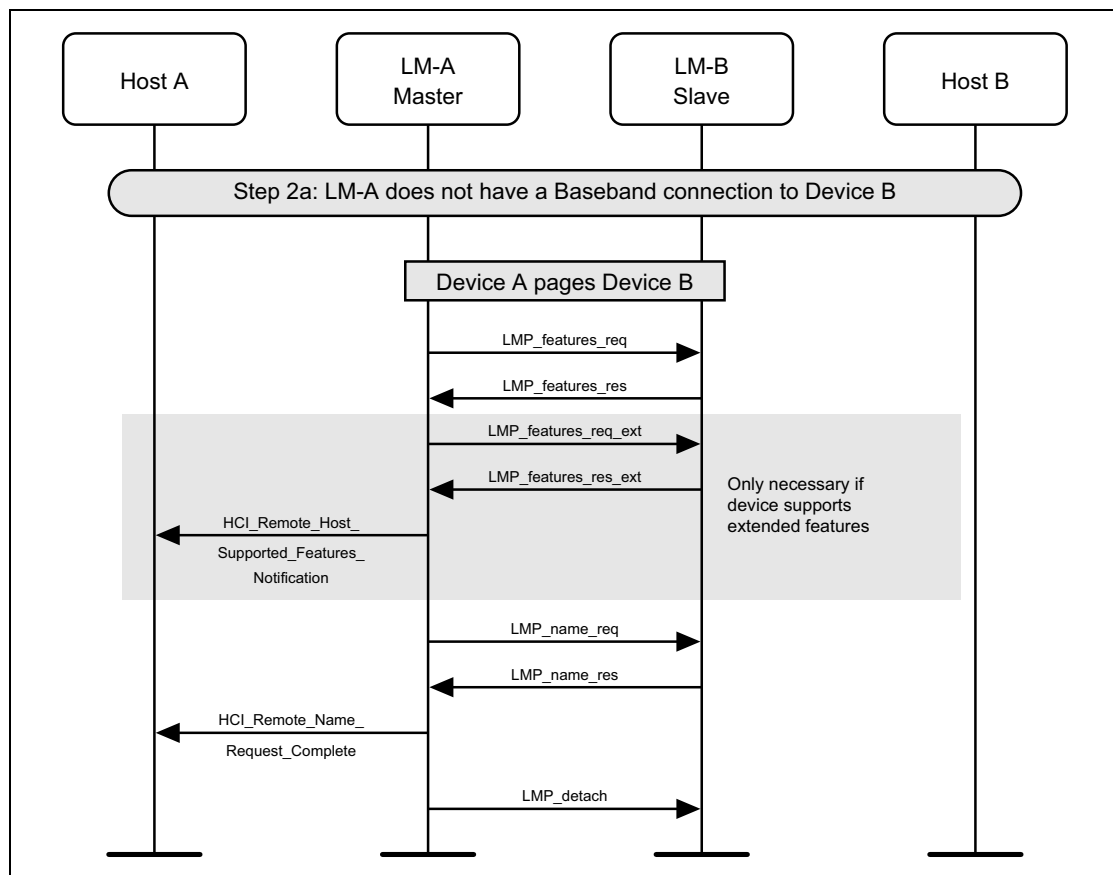 Host A
LM-A
Master
LM-B
Slave
Host B
Step 2a: LM-A does not have a Baseband connection to Device B
Device A pages Device B
LMP_features_req
LMP_features_res
LMP_features_req_ext
LMP_features_res_ext
Only necessary if
device supports
extended features
HCI_Remote_Host_
Supported_Features_
Notification
LMP_name_req
LMP_name_res
HCI_Remote_Name_
Request_Complete
LMP_detach